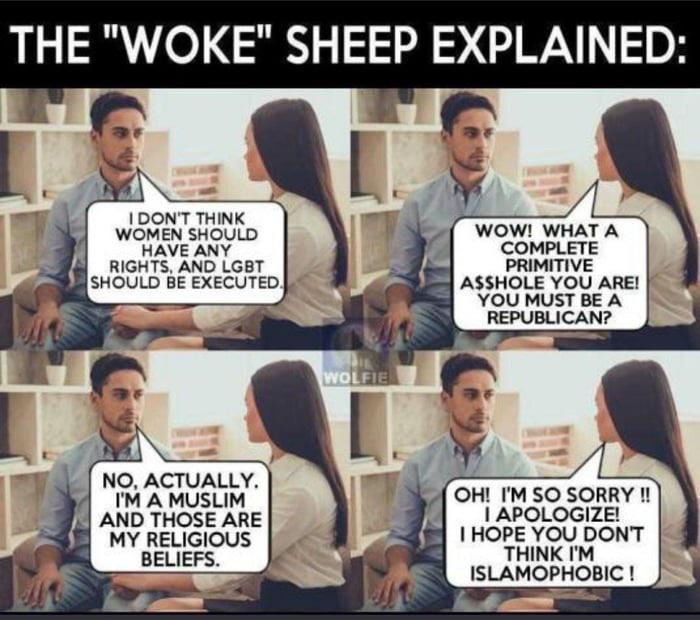 THE "WOKE" SHEEP EXPLAINED:
I DON'T THINK
WOMEN SHOULD
HAVE ANY
RIGHTS, AND LGBT
SHOULD BE EXECUTED.
WOW! WHAT A
COMPLETE
PRIMITIVE
A$$HOLE YOU ARE!
YOU MUST BE A
REPUBLICAN?
WOLFIE
NO, ACTUALLY.
I'M A MUSLIM
AND THOSE ARE
MY RELIGIOUS
BELIEFS.
OH! I'M SO SORRY !!
I APOLOGIZE!
I HOPE YOU DON'T
THINK I'M
ISLAMOPHOBIC !